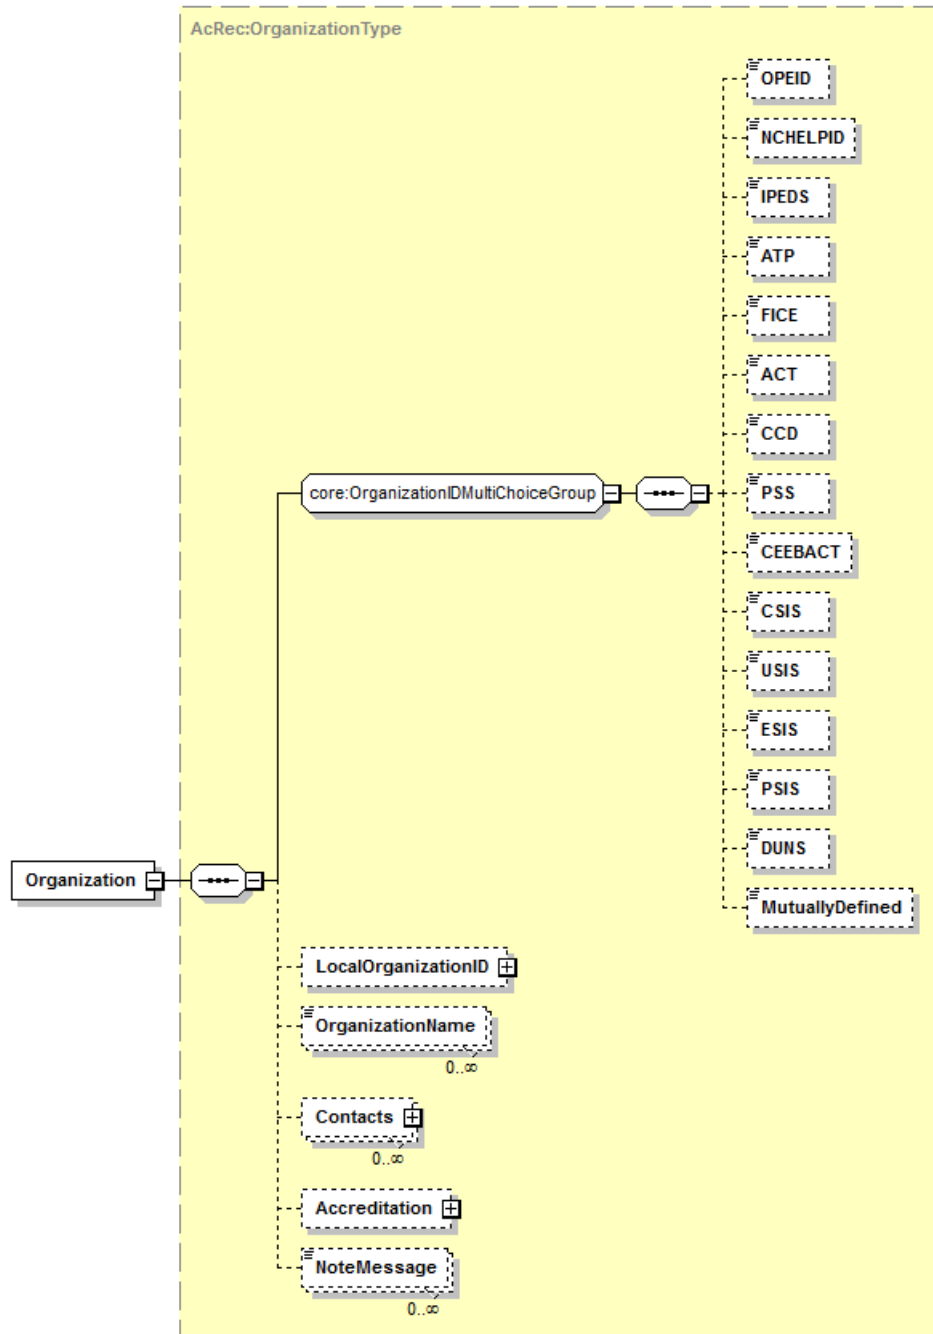 AcRec:OrganizationType
OPEID
NCHELPID
IPEDS
ATP
FICE
ACT
CCD
core:OrganizationIDMultiChoiceGroup
PSS
CEEBACT
CSIS
USIS
ESIS
PSIS
DUNS
Organization
MutuallyDefined
LocalOrganizationID
OrganizationName
0..∞
Contacts
0..∞
Accreditation
NoteMessage
0..∞